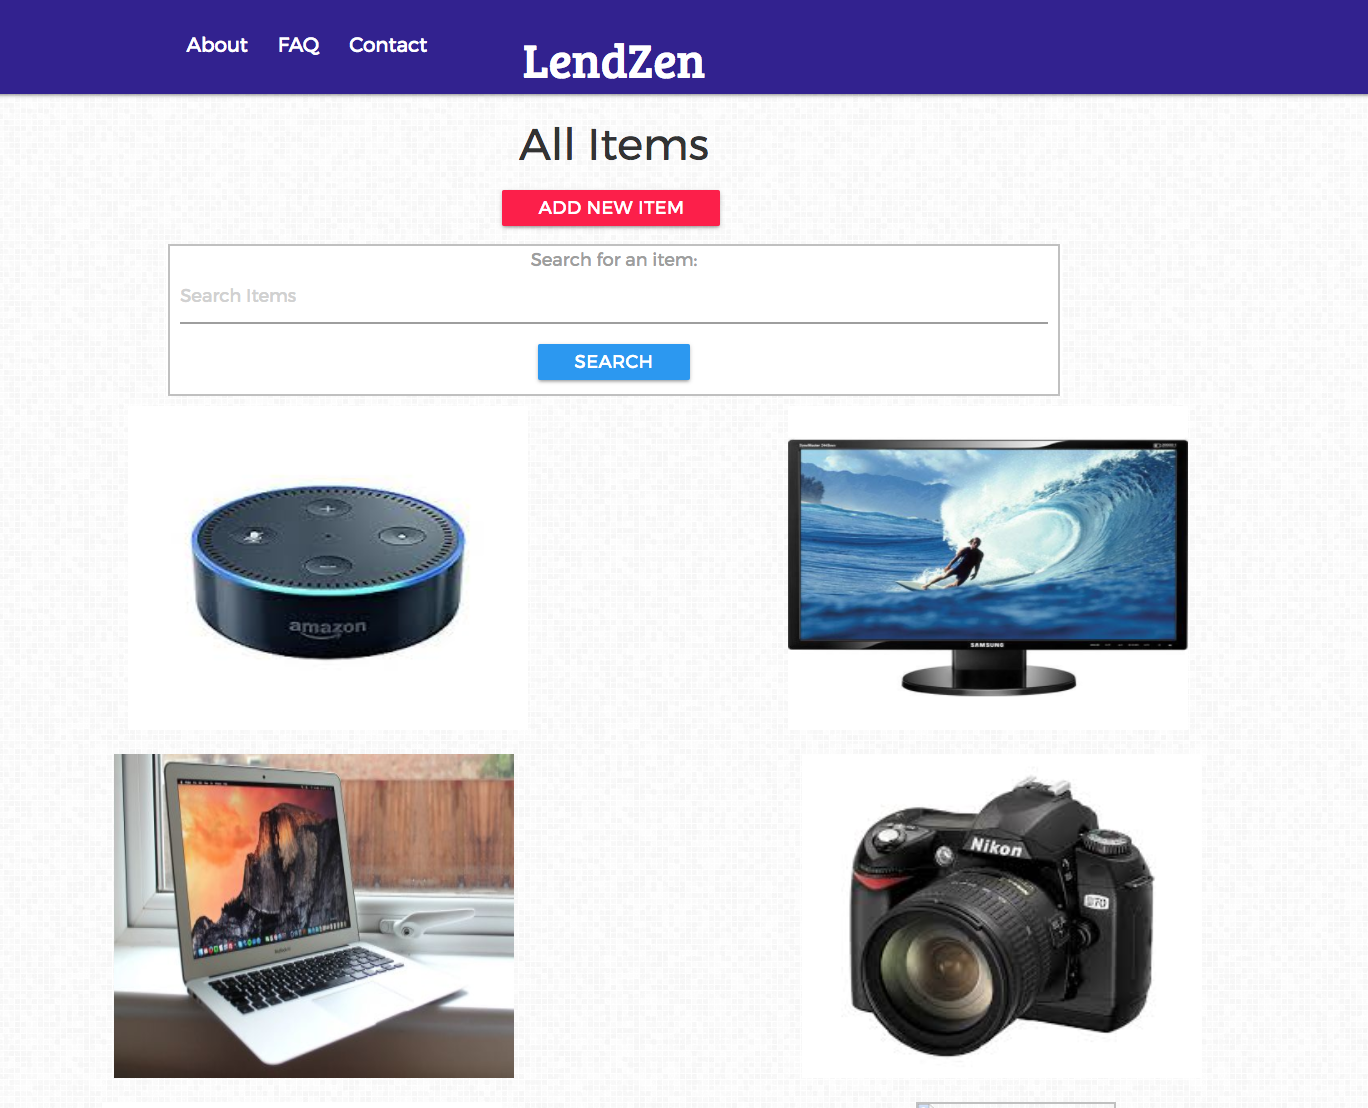 About FAQ Contact
LendZen
All Items
ADD NEW ITEM
Search for an item:
Search Items
SEARCH
amazon
SAMSUNG
Nikon
D70